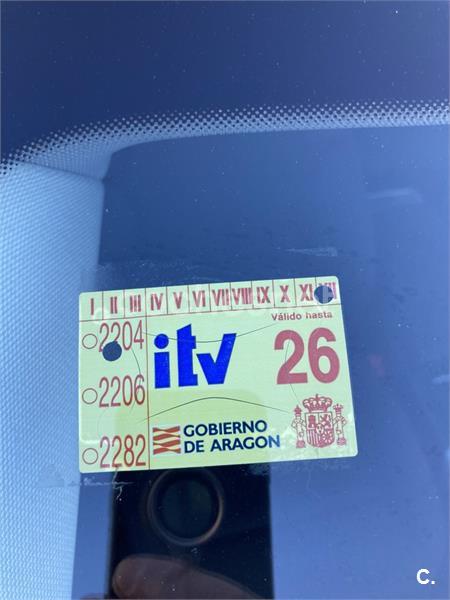 I II III IV V VI VII VIII IX X XI XII
Válido hasta
2204
itv 26
2206
GOBIERNO
DE ARAGON
2282
C.